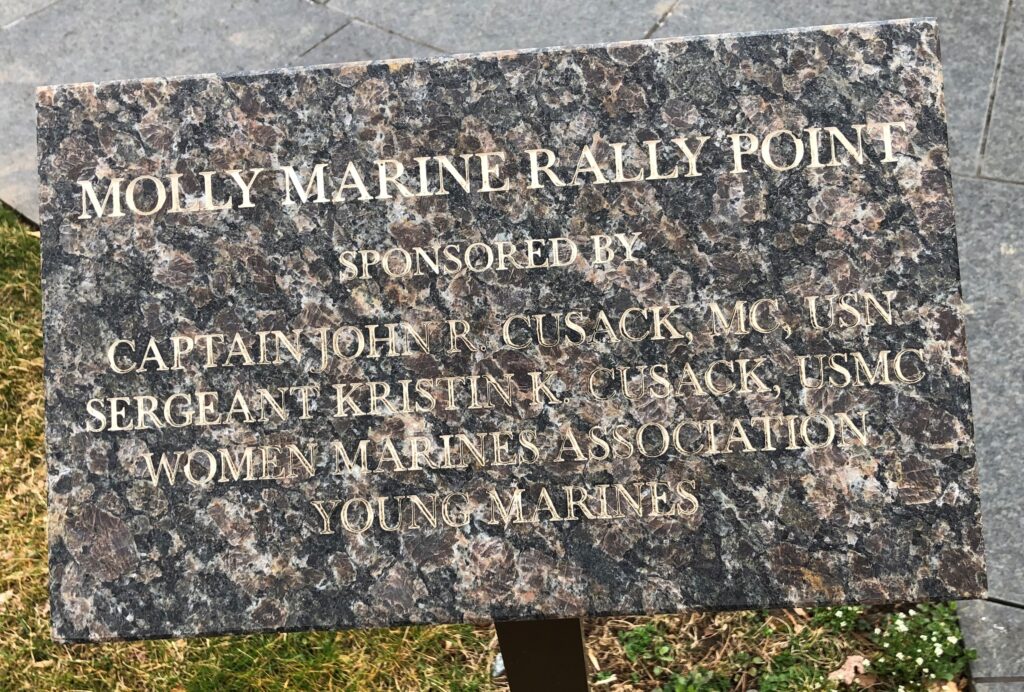 MOLLY MARINE RALLY POINT
SPONSORED BY
CAPTAIN JOHN R. CUSACK, MC, USN
SERGEANT KRISTIN K. CUSACK, USMC
WOMEN MARINES ASSOCIATION
YOUNG MARINES